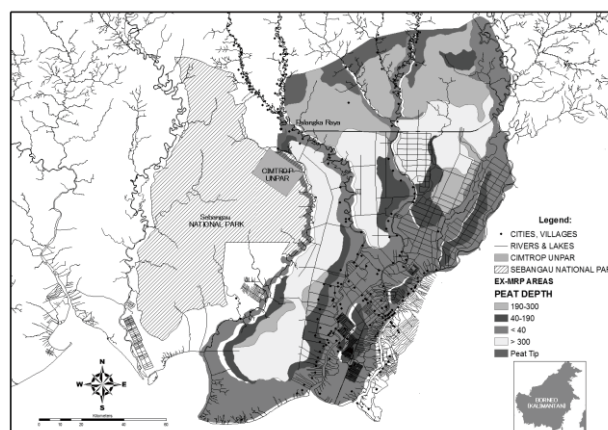 Palangka Raya
CIMTROP
UNPAR
Sebangau
NATIONAL PARK
Legend:
CITIES, VILLAGES
RIVERS & LAKES
CIMTROP UNPAR
SEBANGAU NATIONAL PARK
EX-MRP AREAS
PEAT DEPTH
190-300
40-190
< 40
> 300
Peat Tip
N
W E
S
Kilometers
BORNEO
(KALIMANTAN)